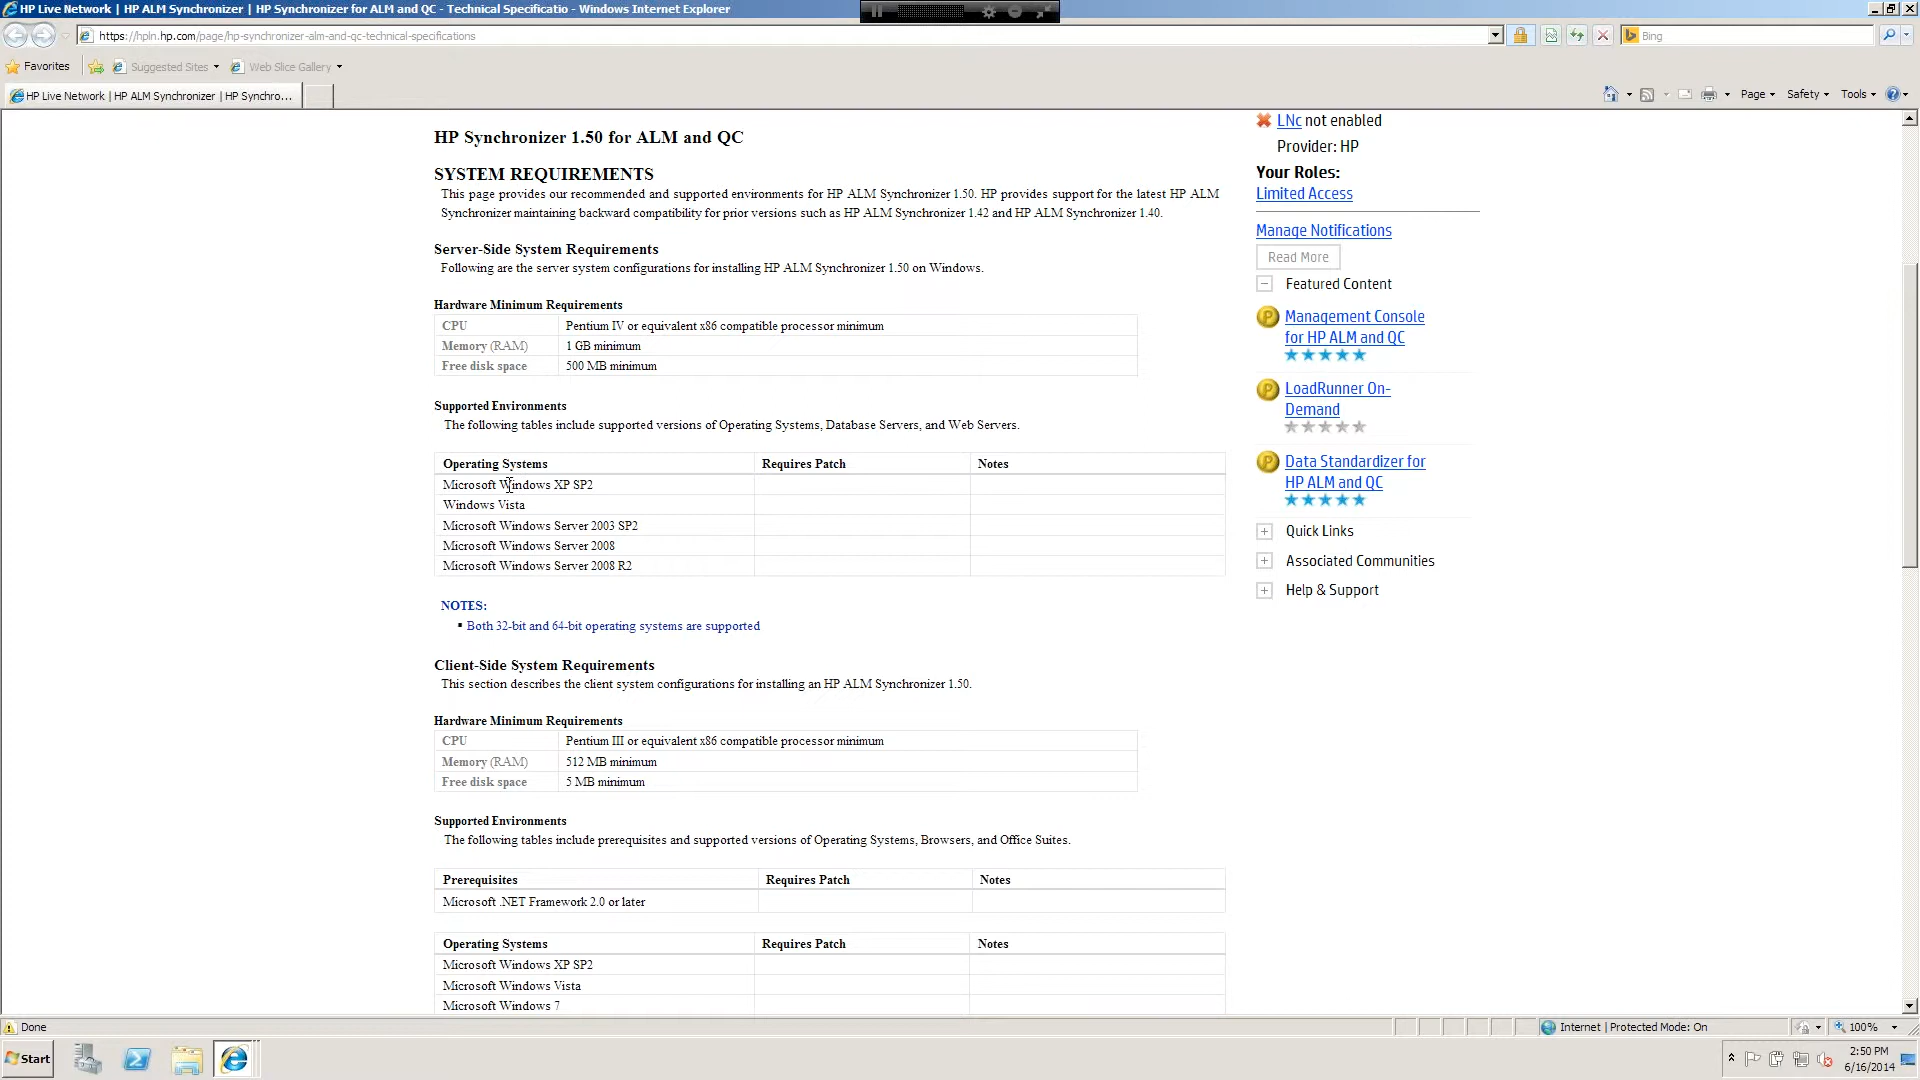 HP Live Network | HP ALM Synchronizer | HP Synchronizer for ALM and QC - Technical Specificatio - Windows Internet Explorer
https://hpln.hp.com/page/hp-synchronizer-alm-and-qc-technical-specifications
Bing
Favorites
Suggested Sites
Web Slice Gallery
HP Live Network | HP ALM Synchronizer | HP Synchro...
Page
Safety
Tools
HP Synchronizer 1.50 for ALM and QC
SYSTEM REQUIREMENTS
This page provides our recommended and supported environments for HP ALM Synchronizer 1.50. HP provides support for the latest HP ALM
Synchronizer maintaining backward compatibility for prior versions such as HP ALM Synchronizer 1.42 and HP ALM Synchronizer 1.40.
Server-Side System Requirements
Following are the server system configurations for installing HP ALM Synchronizer 1.50 on Windows.
Hardware Minimum Requirements
CPU Pentium IV or equivalent x86 compatible processor minimum
Memory (RAM) 1 GB minimum
Free disk space 500 MB minimum
Supported Environments
The following tables include supported versions of Operating Systems, Database Servers, and Web Servers.
Operating Systems Requires Patch Notes
Microsoft Windows XP SP2
Windows Vista
Microsoft Windows Server 2003 SP2
Microsoft Windows Server 2008
Microsoft Windows Server 2008 R2
NOTES:
▪ Both 32-bit and 64-bit operating systems are supported
Client-Side System Requirements
This section describes the client system configurations for installing an HP ALM Synchronizer 1.50.
Hardware Minimum Requirements
CPU Pentium III or equivalent x86 compatible processor minimum
Memory (RAM) 512 MB minimum
Free disk space 5 MB minimum
Supported Environments
The following tables include prerequisites and supported versions of Operating Systems, Browsers, and Office Suites.
Prerequisites Requires Patch Notes
Microsoft .NET Framework 2.0 or later
Operating Systems Requires Patch Notes
Microsoft Windows XP SP2
Microsoft Windows Vista
Microsoft Windows 7
LNc not enabled
Provider: HP
Your Roles:
Limited Access
Manage Notifications
Read More
Featured Content
P
Management Console
for HP ALM and QC
P
LoadRunner On-
Demand
P
Data Standardizer for
HP ALM and QC
Quick Links
Associated Communities
Help & Support
Done
Internet | Protected Mode: On
100%
Start
2:50 PM
6/16/2014